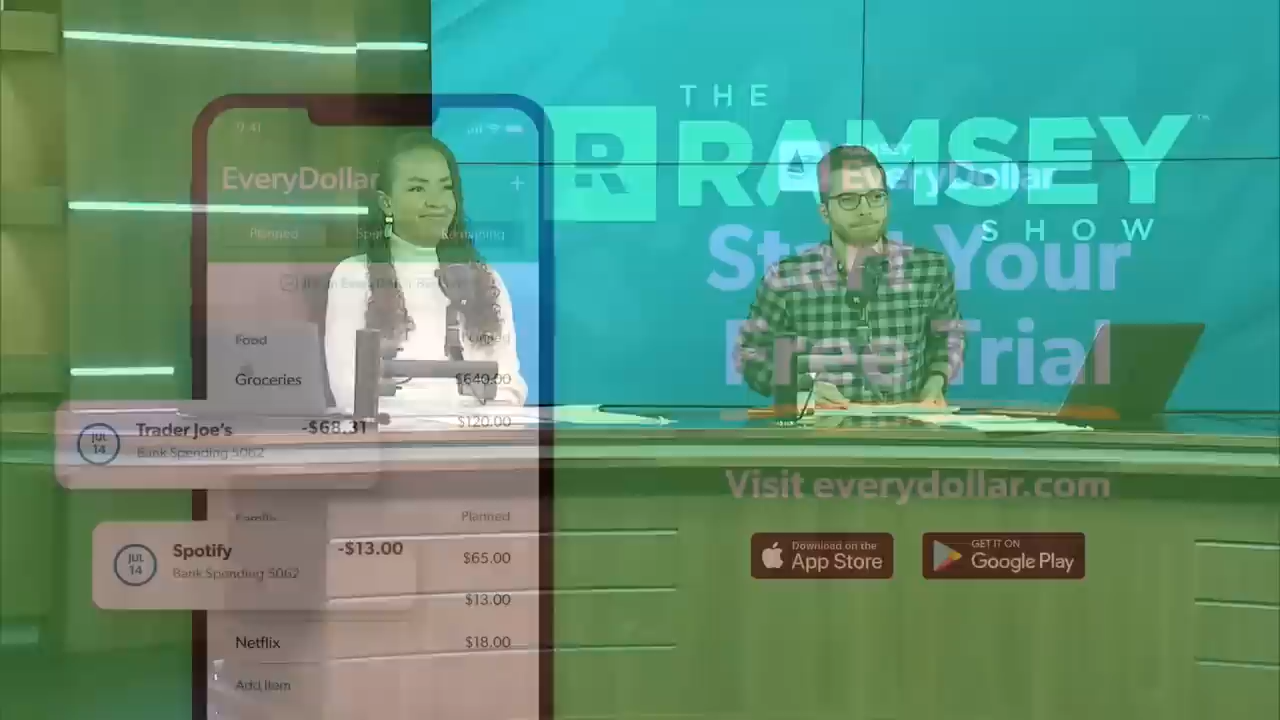 THE
RAMSEY
SHOW
R
9:41
EveryDollar
+
Planned
Remaining
Food
Planned
Groceries
$640.00
$120.00
JUL
14
Trader Joe's
-$68.31
Bank Spending 5062
Planned
JUL
14
Spotify
-$13.00
Bank Spending 5062
$65.00
$13.00
Netflix
$18.00
Add Item
EveryDollar
Start Your
Free Trial
Visit everydollar.com
Download on the
App Store
GET IT ON
Google Play